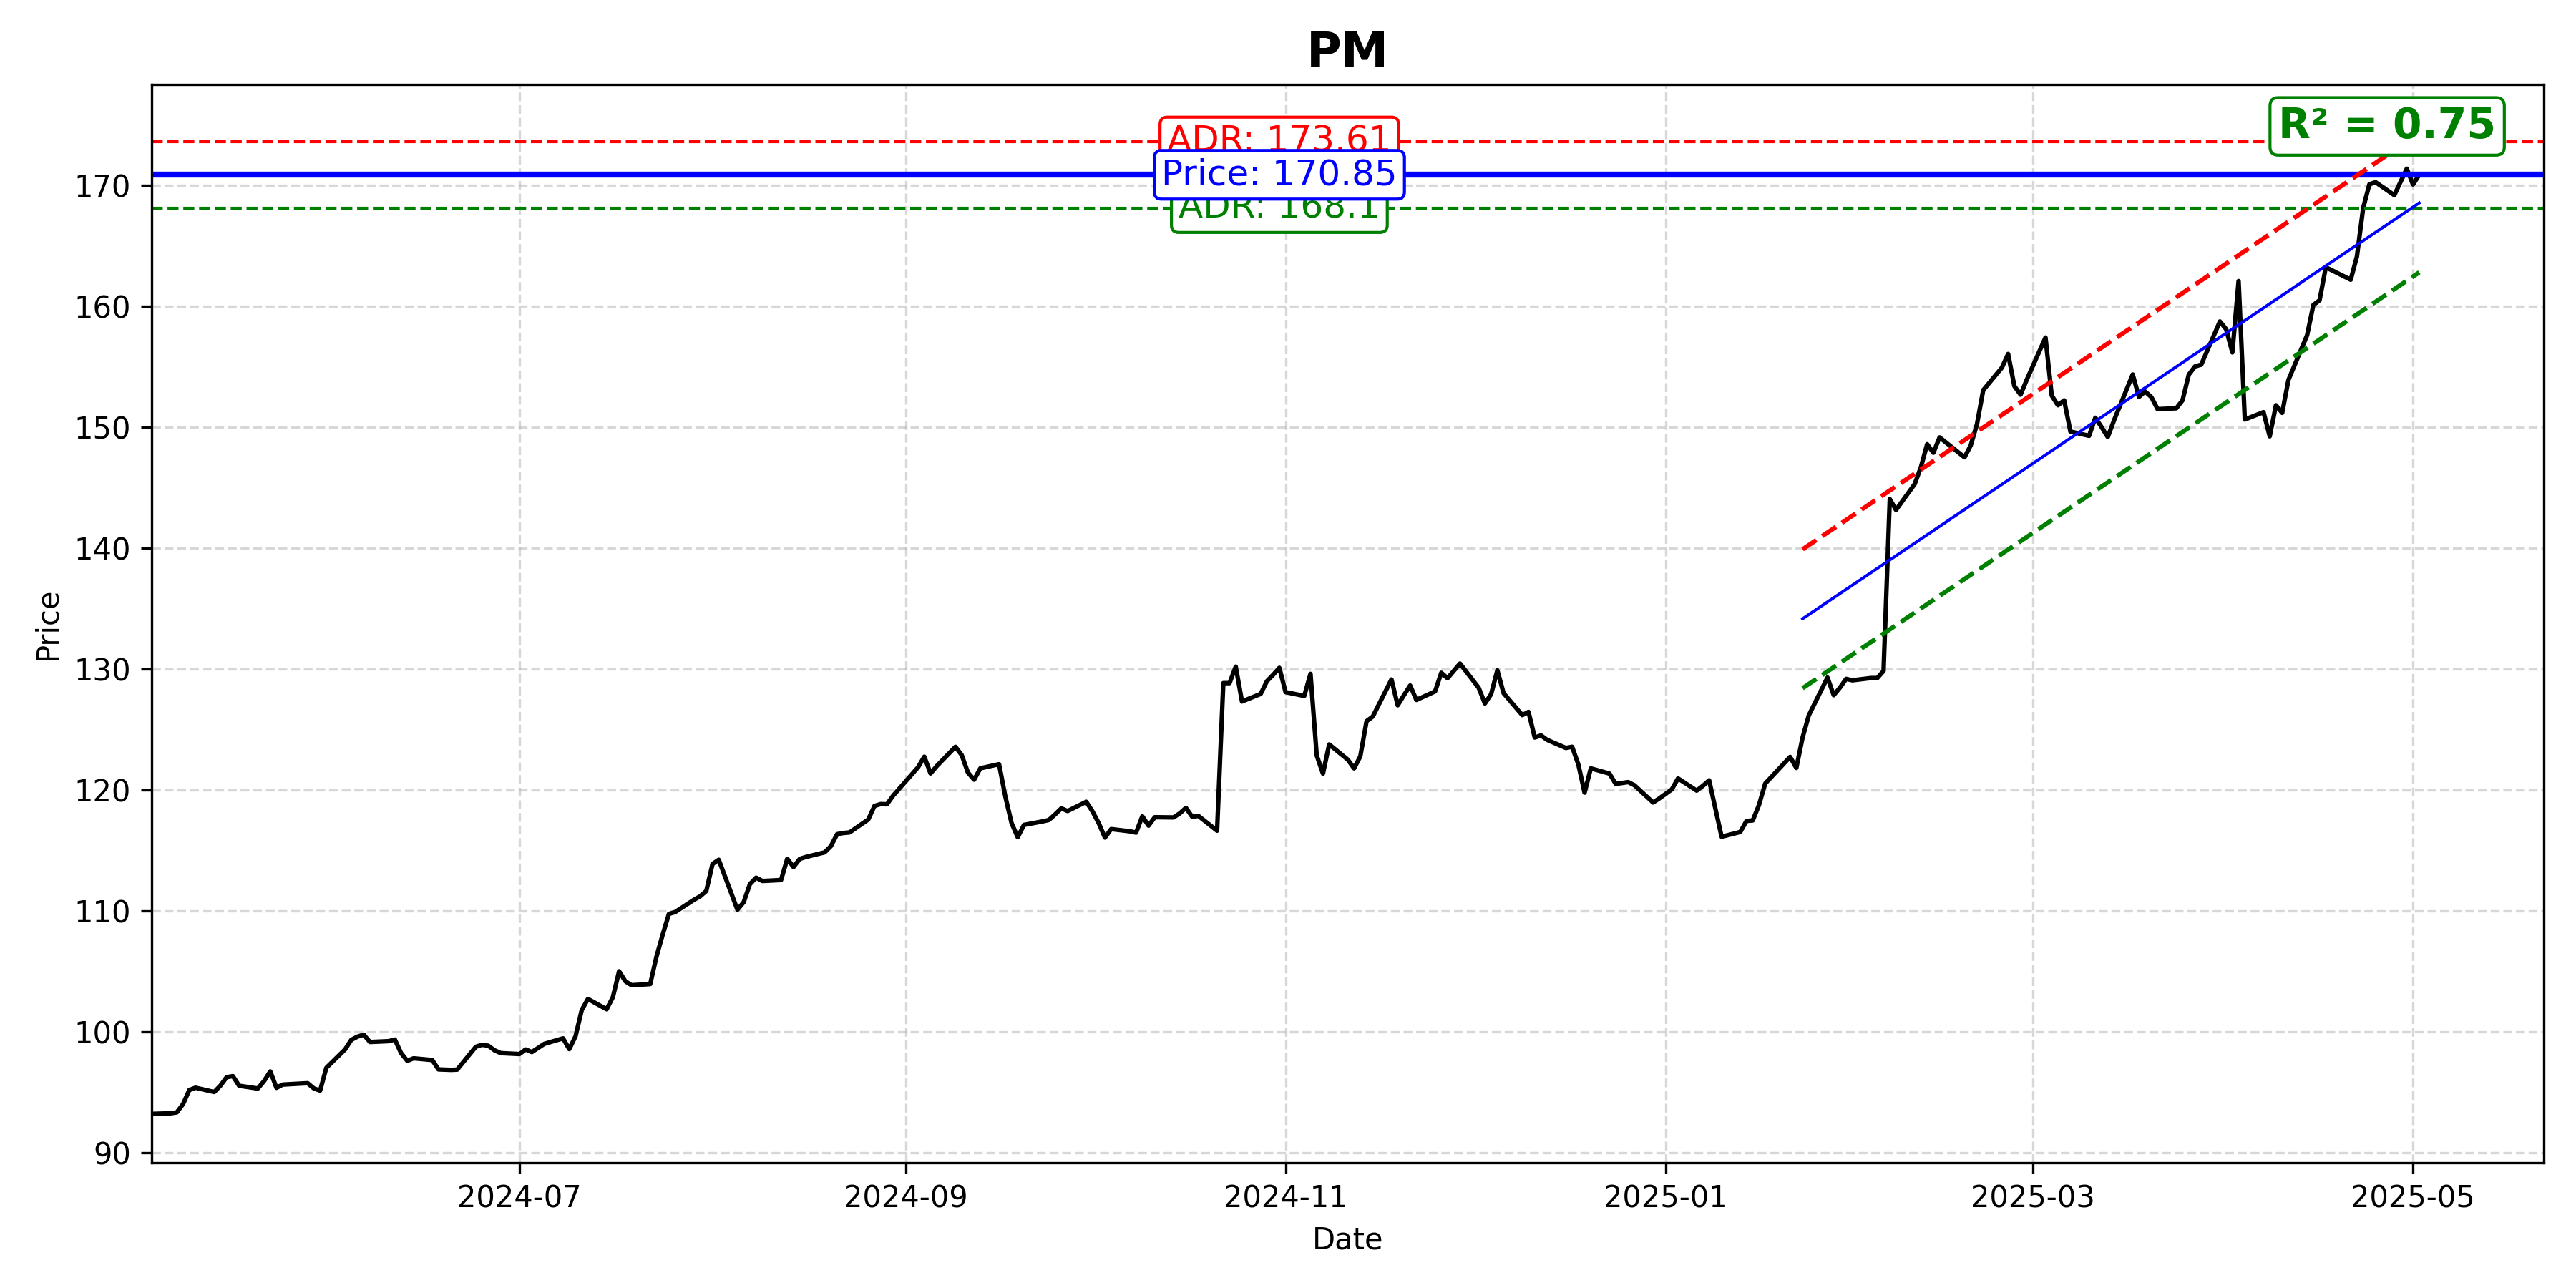 PM
R² = 0.75
ADR: 173.61
Price: 170.85
ADR: 168.1
170
160
150
140
130
120
110
100
90
Price
2024-07
2024-09
2024-11
2025-01
2025-03
2025-05
Date